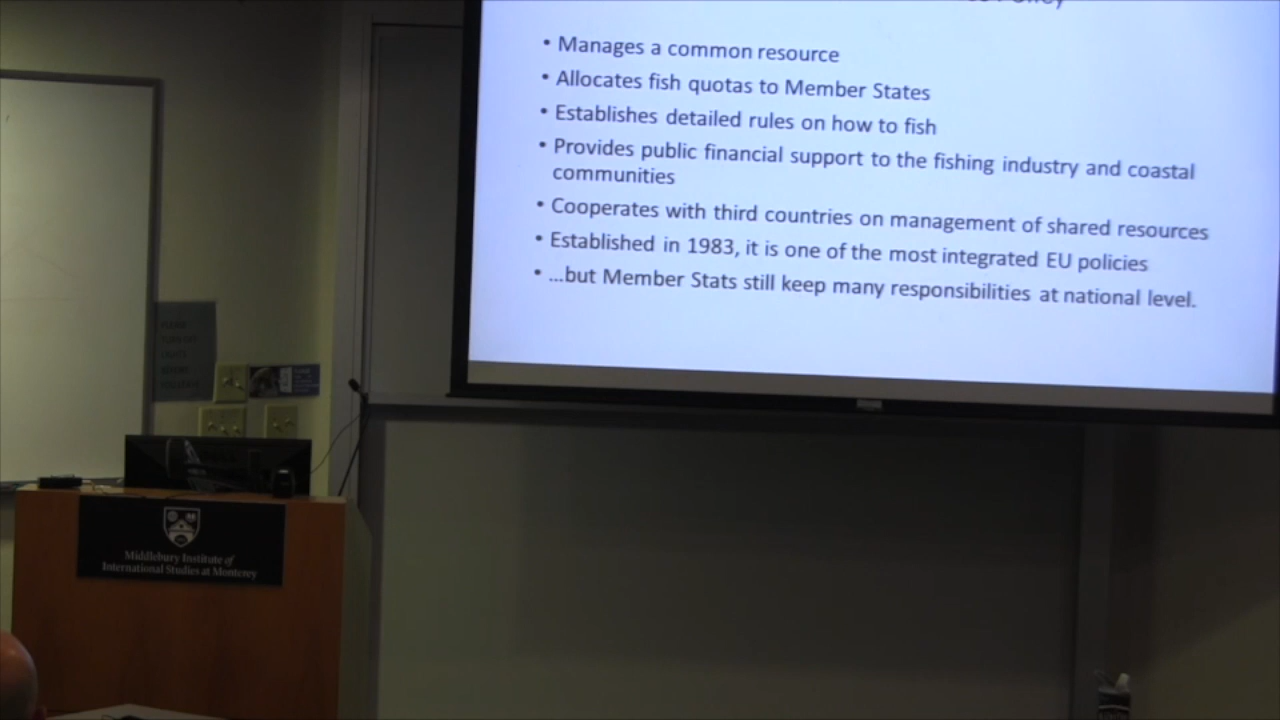 • Manages a common resource
• Allocates fish quotas to Member States
• Establishes detailed rules on how to fish
• Provides public financial support to the fishing industry and coastal
communities
• Cooperates with third countries on management of shared resources
• Established in 1983, it is one of the most integrated EU policies
• ...but Member Stats still keep many responsibilities at national level.
Middlebury Institute of
International Studies at Monterey